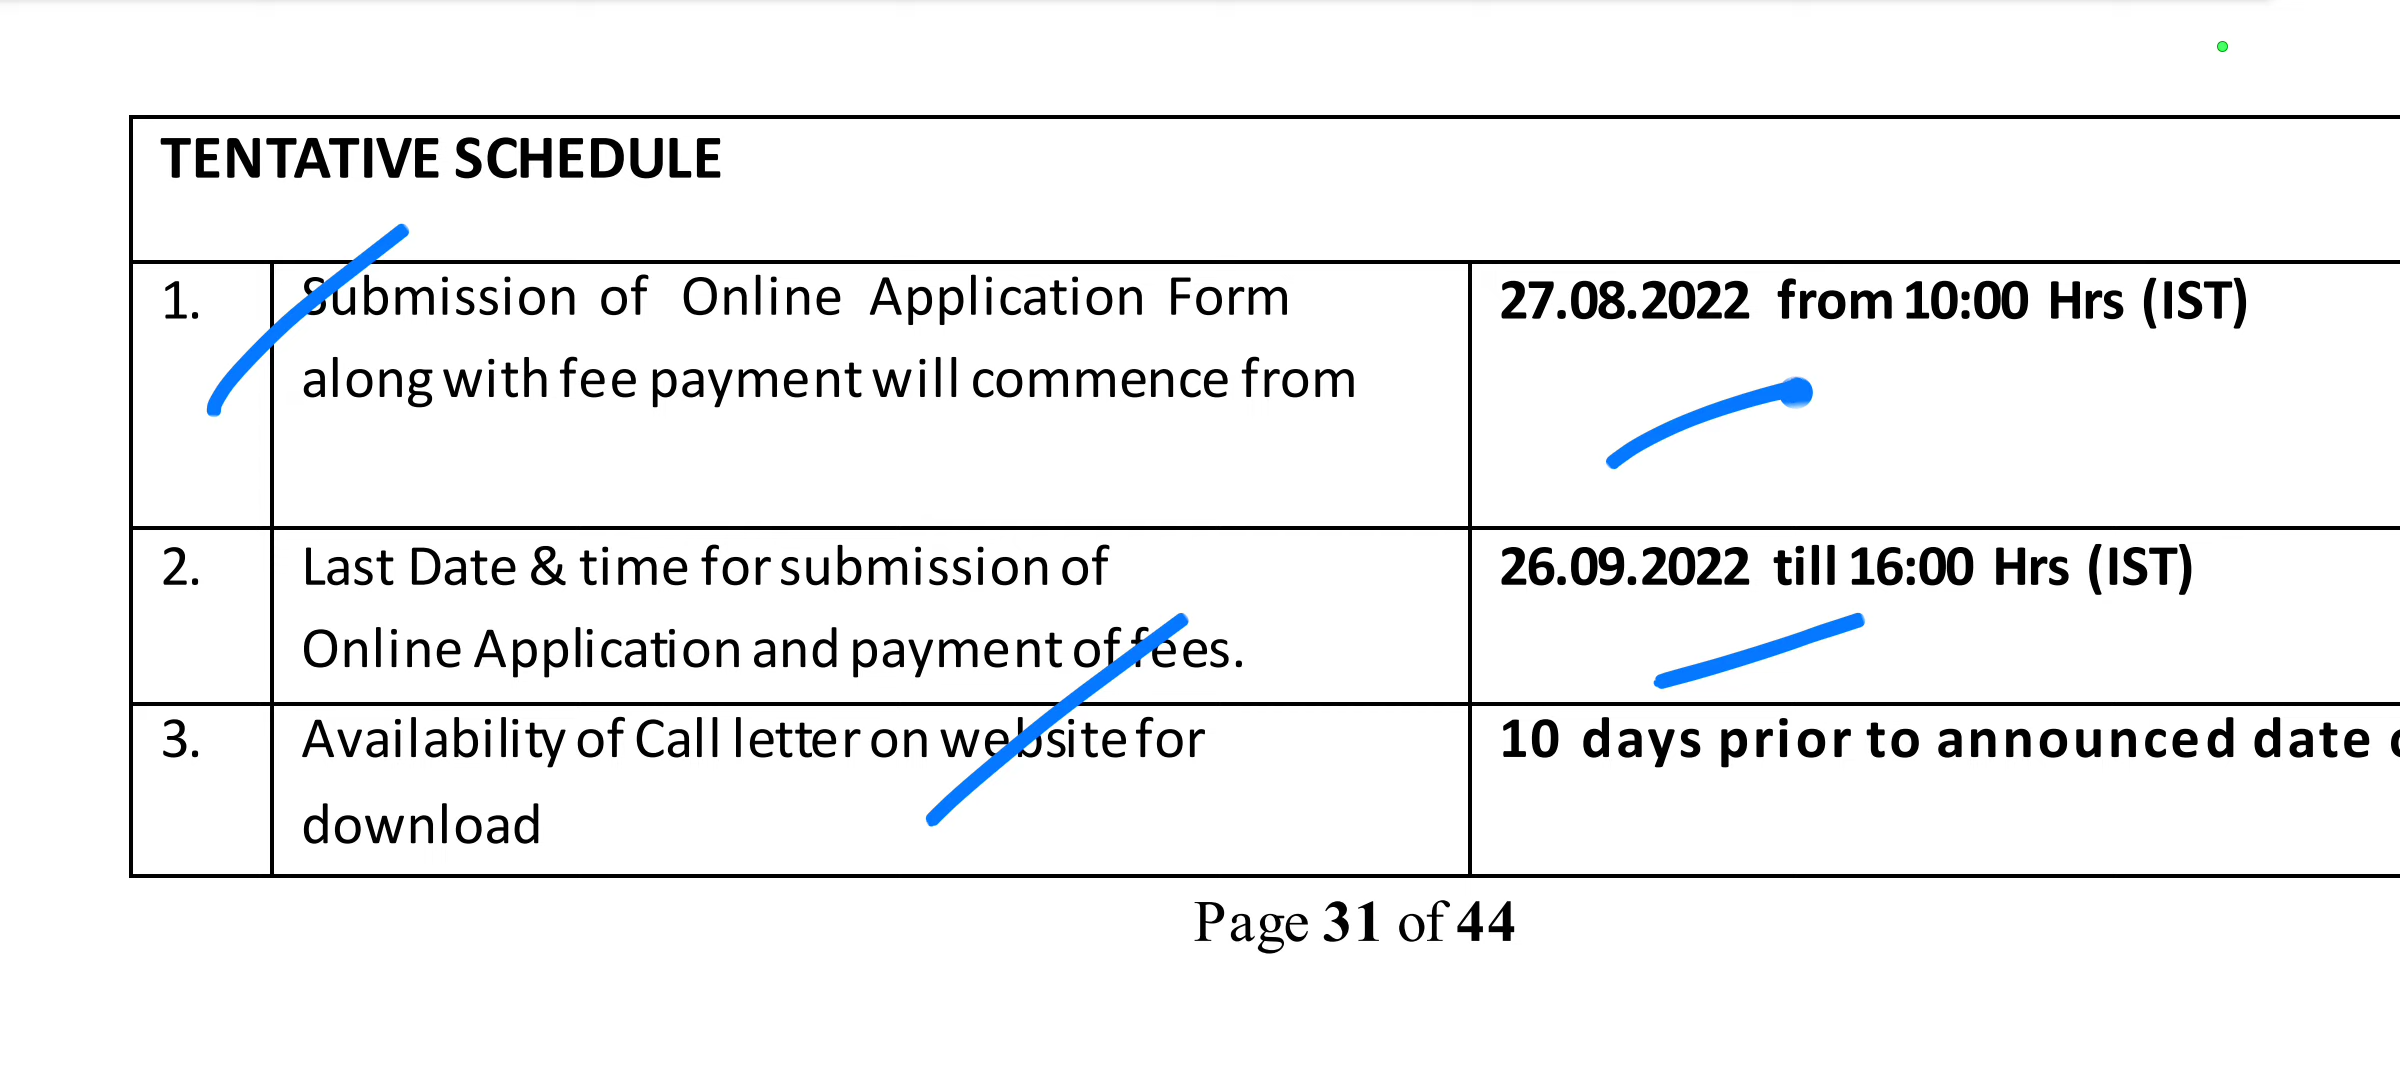 TENTATIVE SCHEDULE
1. Submission of Online Application Form 27.08.2022 from 10:00 Hrs (IST)
along with fee payment will commence from
2. Last Date & time for submission of 26.09.2022 till 16:00 Hrs (IST)
Online Application and payment of fees.
3. Availability of Call letter on website for 10 days prior to announced date
download
Page 31 of 44